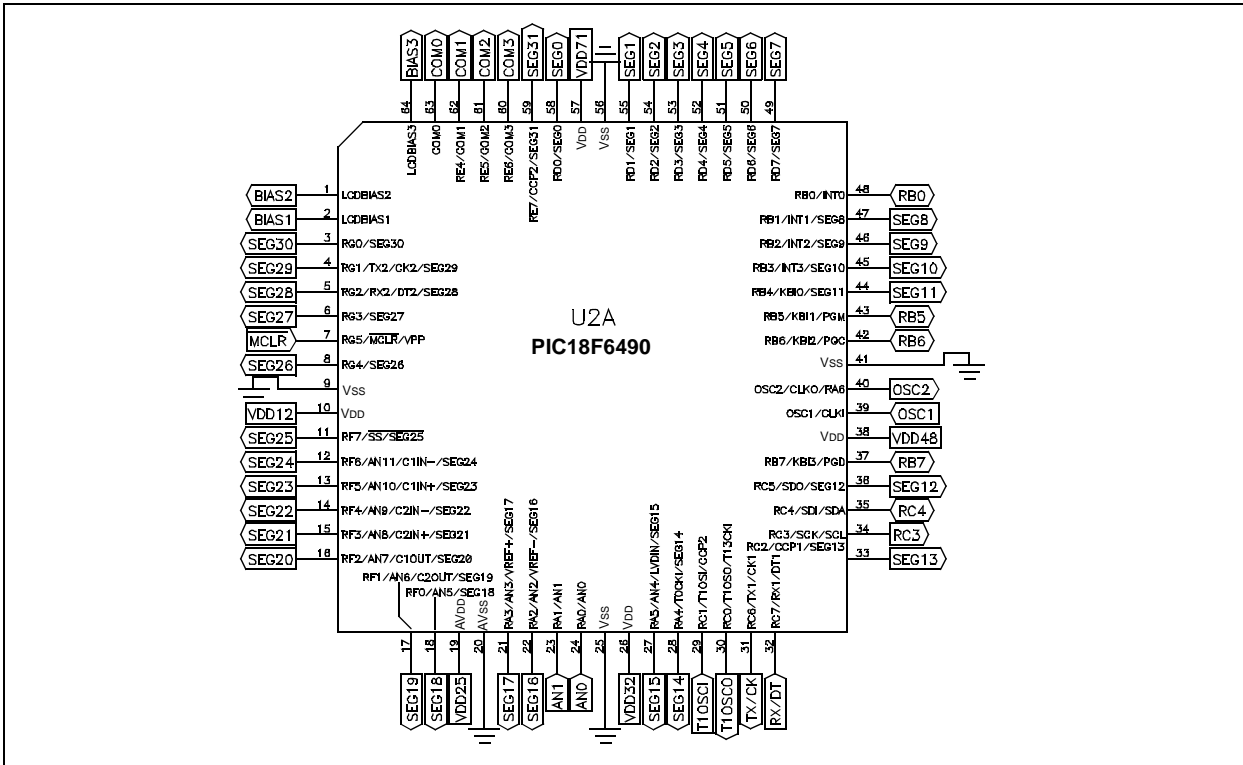 BIAS3
COM0
COM1
COM2
COM3
SEG31
SEG0
VDD71
SEG1
SEG2
SEG3
SEG4
SEG5
SEG6
SEG7
64
63
62
61
60
59
58
57
56
55
54
53
52
51
50
49
LCDBIAS3
COM0
RE4/COM1
RE5/COM2
RE6/COM3
RE7/CCP2/SEG31
RD0/SEG0
VDD
VSS
RD1/SEG1
RD2/SEG2
RD3/SEG3
RD4/SEG4
RD5/SEG5
RD6/SEG6
RD7/SEG7
BIAS2 1 LCDBIAS2
BIAS1 2 LCDBIAS1
SEG30 3 RG0/SEG30
SEG29 4 RG1/TX2/CK2/SEG29
SEG28 5 RG2/RX2/DT2/SEG28
SEG27 6 RG3/SEG27
MCLR 7 RG5/MCLR/VPP
SEG26 8 RG4/SEG26
9 VSS
VDD12 10 VDD
SEG25 11 RF7/SS/SEG25
SEG24 12 RF6/AN11/C1IN-/SEG24
SEG23 13 RF5/AN10/C1IN+/SEG23
SEG22 14 RF4/AN9/C2IN-/SEG22
SEG21 15 RF3/AN8/C2IN+/SEG21
SEG20 16 RF2/AN7/C1OUT/SEG20
RF1/AN6/C2OUT/SEG19
RF0/AN5/SEG18
U2A
PIC18F6490
RB0/INT0 48 RB0
RB1/INT1/SEG8 47 SEG8
RB2/INT2/SEG9 46 SEG9
RB3/INT3/SEG10 45 SEG10
RB4/KBI0/SEG11 44 SEG11
RB5/KBI1/PGM 43 RB5
RB6/KBI2/PGC 42 RB6
VSS 41
OSC2/CLKO/RA6 40 OSC2
OSC1/CLKI 39 OSC1
VDD 38 VDD48
RB7/KBI3/PGD 37 RB7
RC5/SDO/SEG12 36 SEG12
RC4/SDI/SDA 35 RC4
RC3/SCK/SCL 34 RC3
RC2/CCP1/SEG13 33 SEG13
AVDD
AVSS
RA3/AN3/VREF+/SEG17
RA2/AN2/VREF-/SEG16
RA1/AN1
RA0/AN0
VSS
VDD
RA5/AN4/LVDIN/SEG15
RA4/T0CKI/SEG14
RC1/T1OSI/CCP2
RC0/T1OSO/T13CKI
RC6/TX1/CK1
RC7/RX1/DT1
17
18
19
20
21
22
23
24
25
26
27
28
29
30
31
32
SEG19
SEG18
VDD25
SEG17
SEG16
AN1
AN0
VDD32
SEG15
SEG14
T1OSCI
T1OSCO
TX/CK
RX/DT